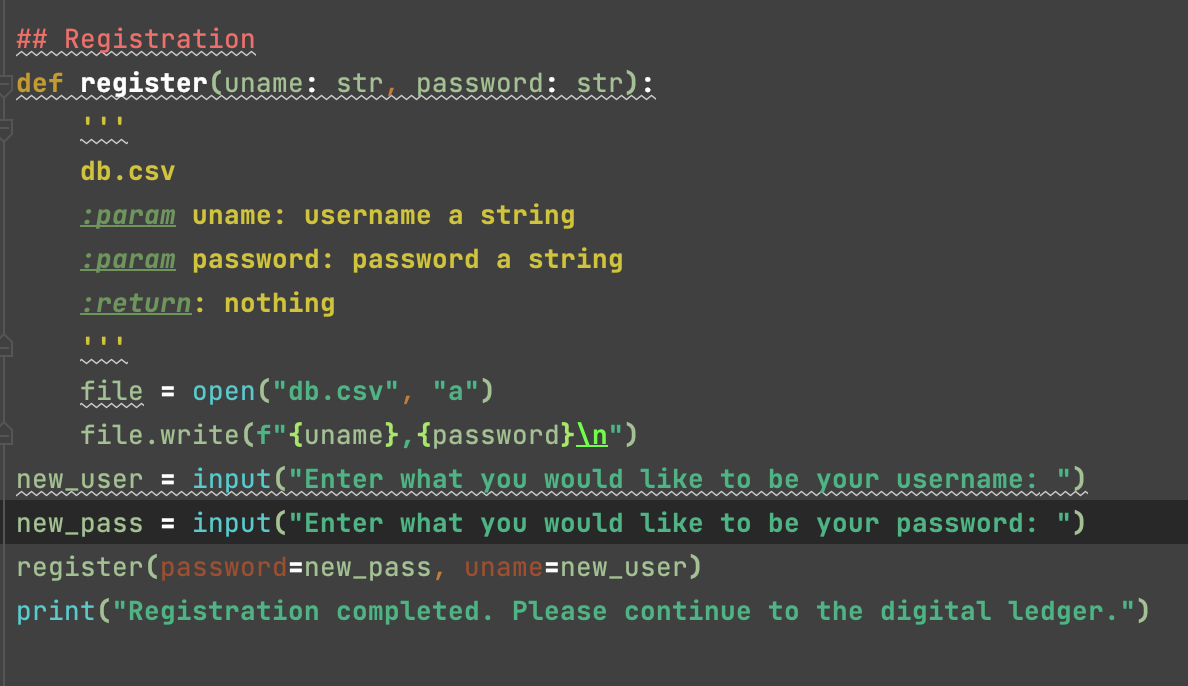 ## Registration
def register(uname: str, password: str):
    '''
    db.csv
    :param uname: username a string
    :param password: password a string
    :return: nothing
    '''
    file = open("db.csv", "a")
    file.write(f"{uname},{password}\n")
new_user = input("Enter what you would like to be your username: ")
new_pass = input("Enter what you would like to be your password: ")
register(password=new_pass, uname=new_user)
print("Registration completed. Please continue to the digital ledger.")